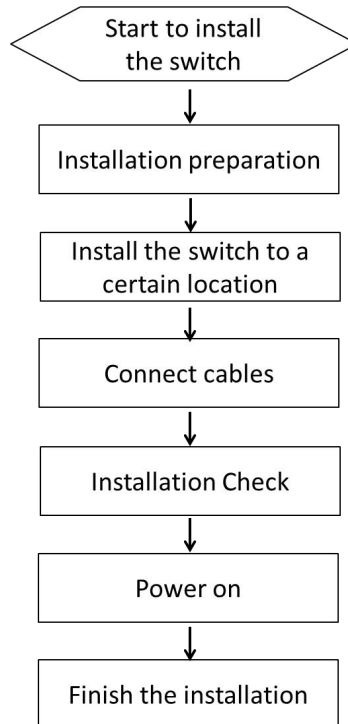 Start to install
the switch
Installation preparation
Install the switch to a
certain location
Connect cables
Installation Check
Power on
Finish the installation